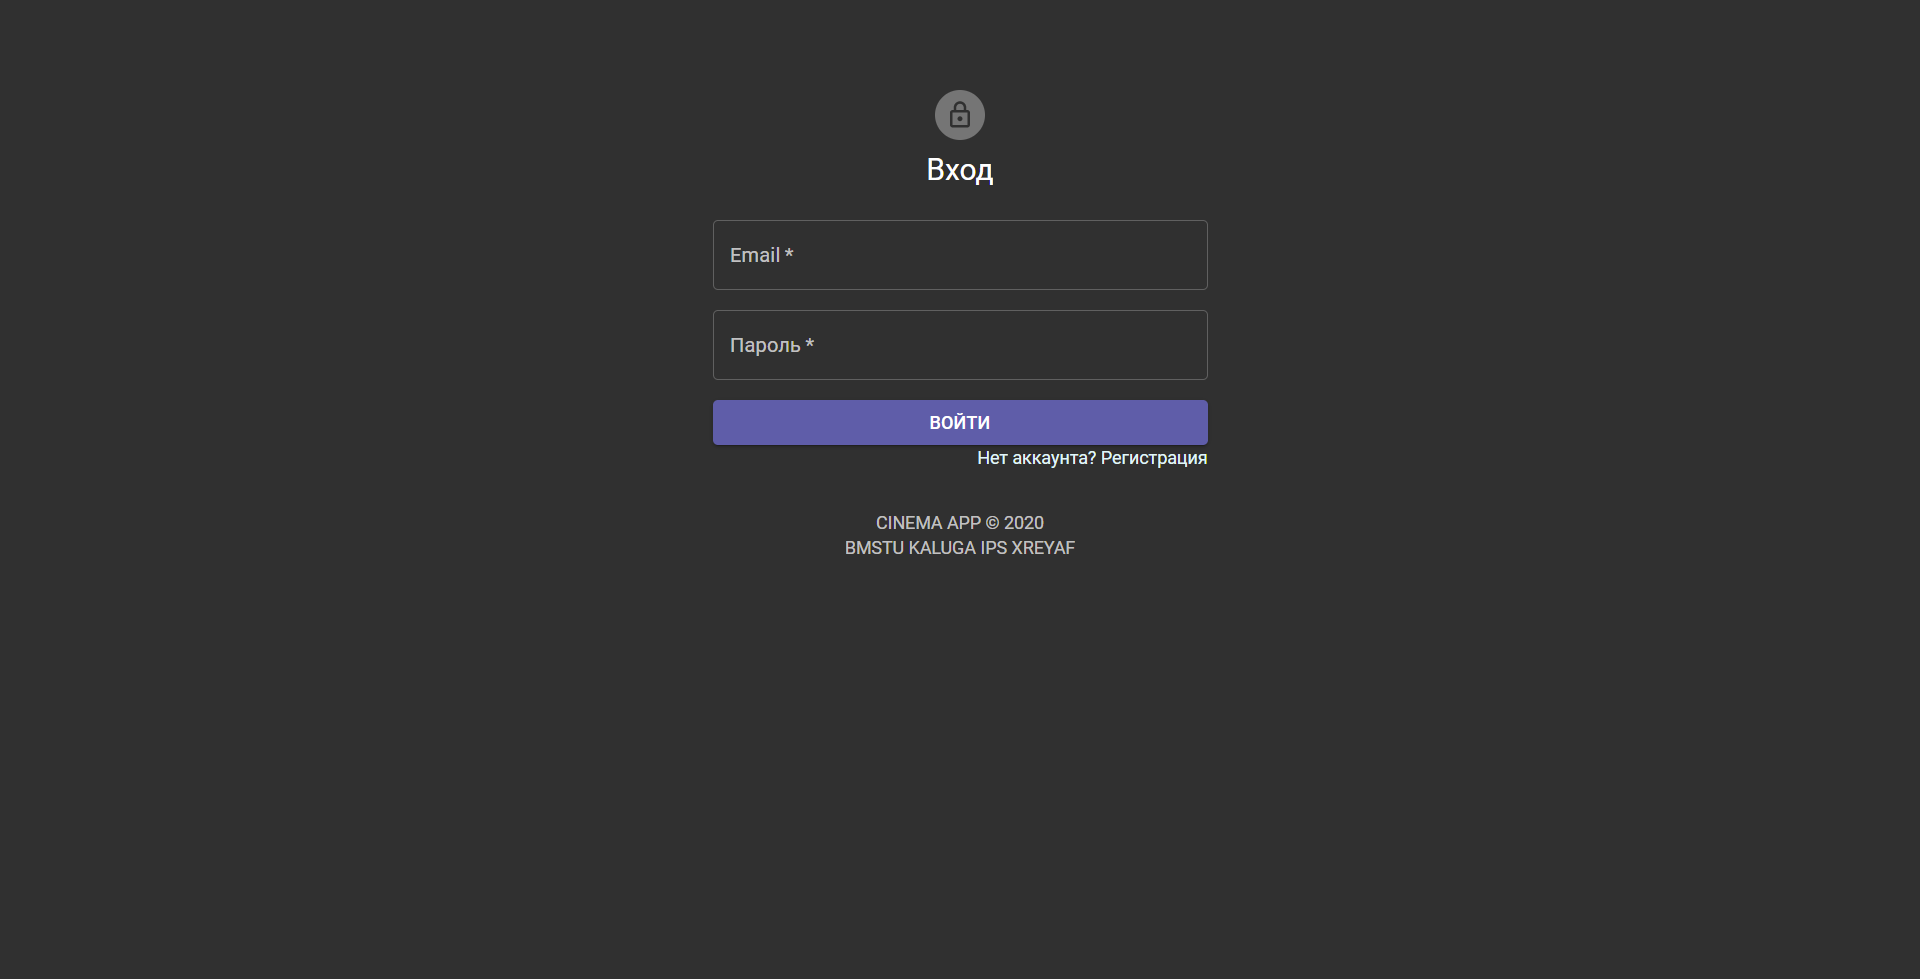 Вход
Email *
Пароль *
ВОЙТИ
Нет аккаунта? Регистрация
CINEMA APP © 2020
BMSTU KALUGA IPS XREYAF